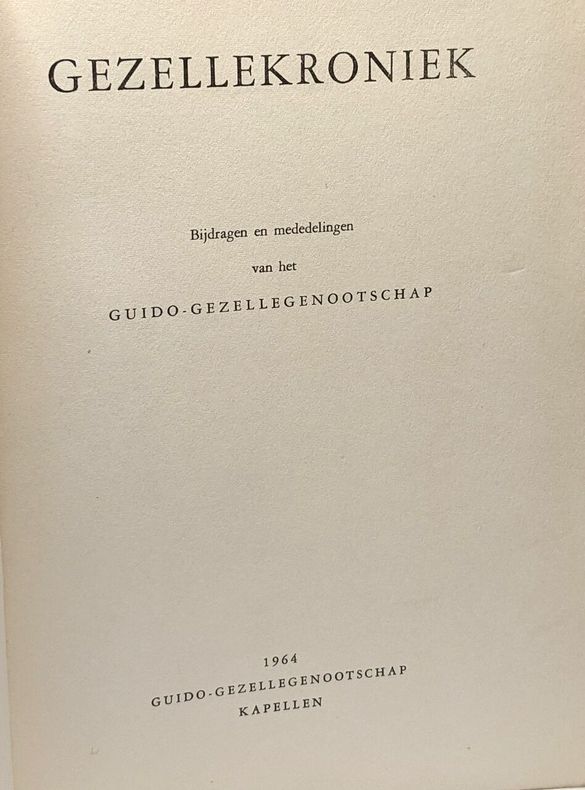 GEZELLEKRONIEK
Bijdragen en mededelingen
van het
GUIDO-GEZELLEGENOOTSCHAP
1964
GUIDO-GEZELLEGENOOTSCHAP
KAPELLEN